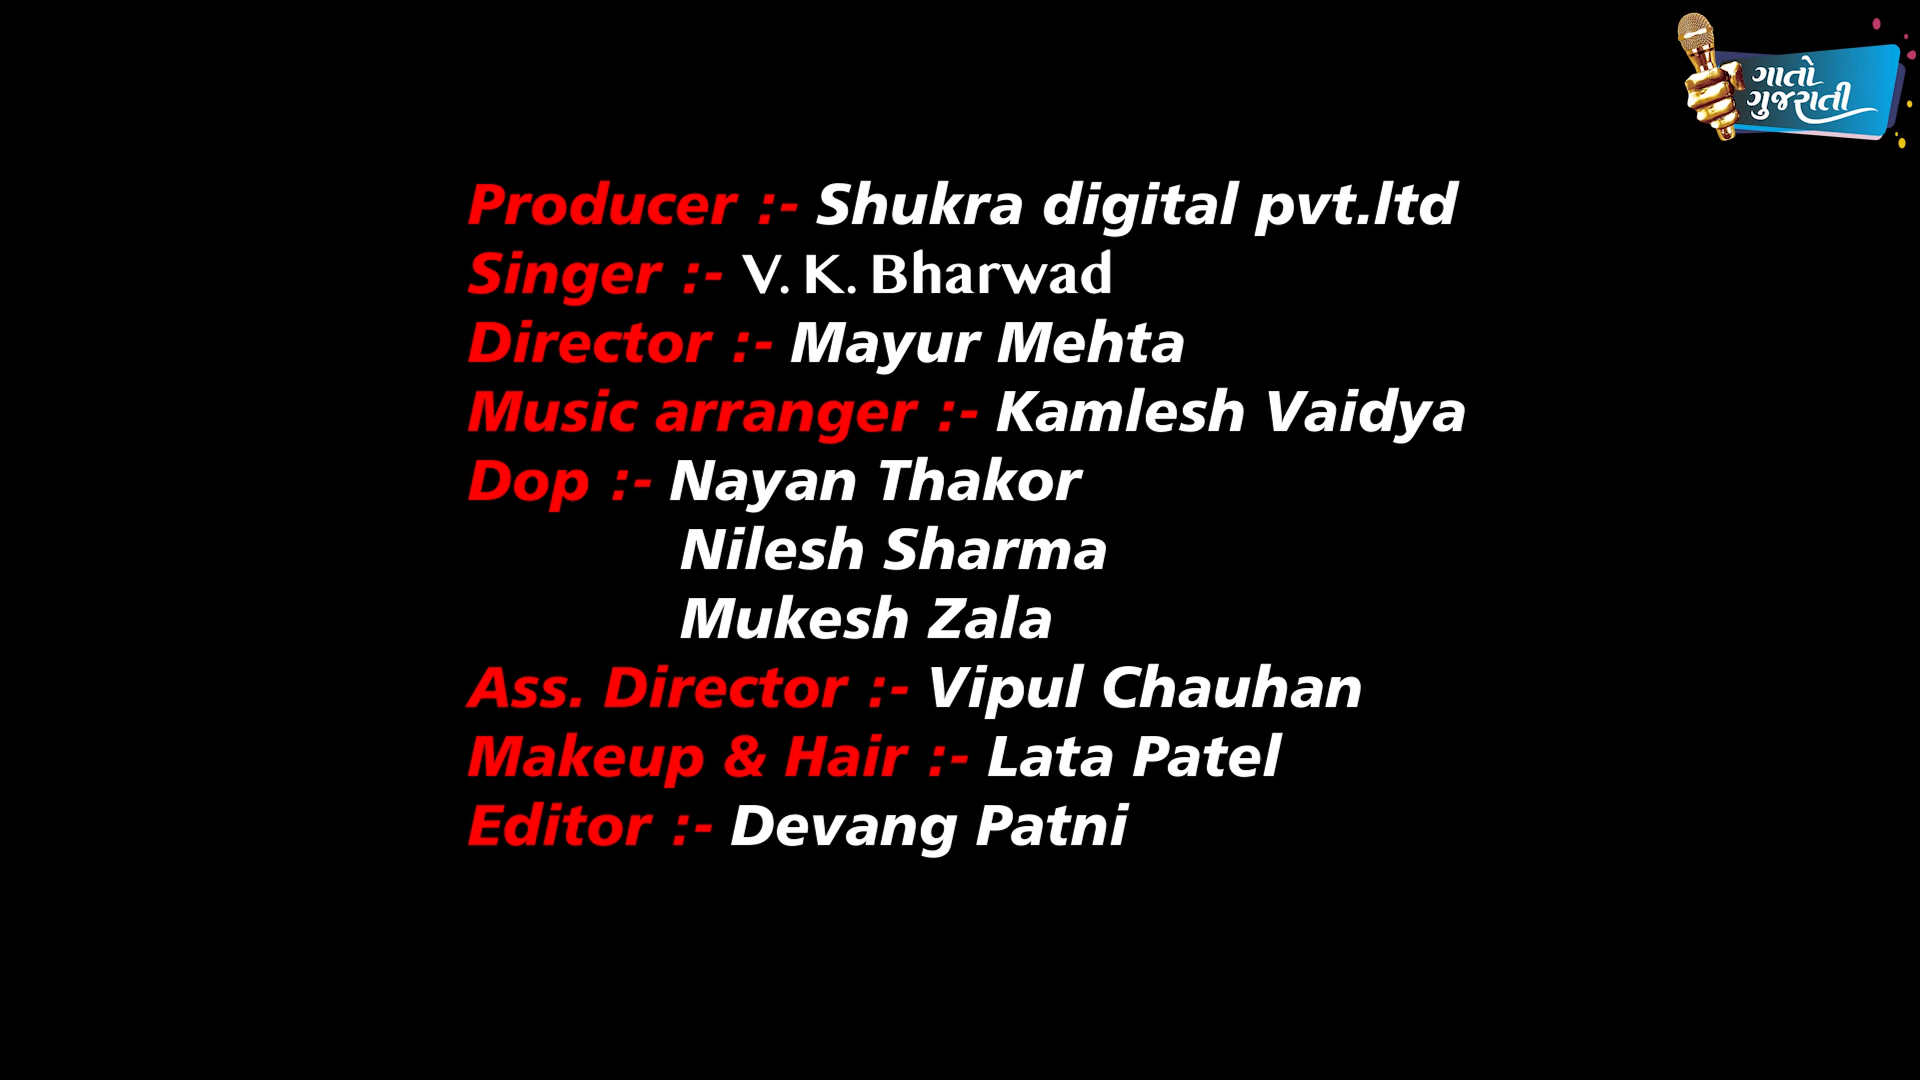 ગાતો
ગુજરાતી
Producer :- Shukra digital pvt.ltd
Singer :- V. K. Bharwad
Director :- Mayur Mehta
Music arranger :- Kamlesh Vaidya
Dop :- Nayan Thakor
Nilesh Sharma
Mukesh Zala
Ass. Director :- Vipul Chauhan
Makeup & Hair :- Lata Patel
Editor :- Devang Patni